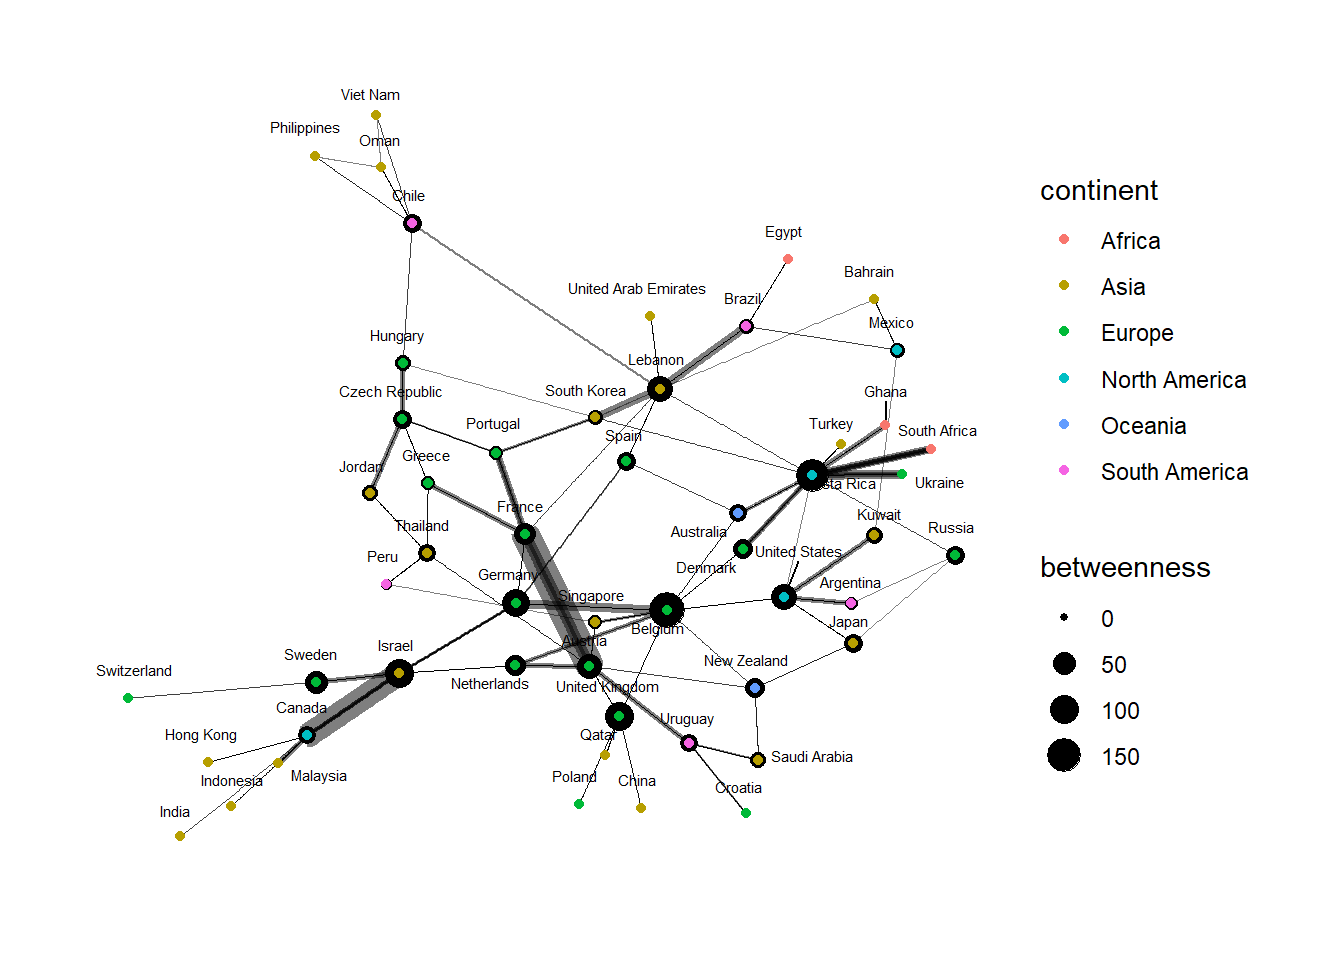 Viet Nam
Philippines
Oman
Chile
Egypt
Bahrain
United Arab Emirates
Brazil
Mexico
Hungary
Lebanon
Czech Republic
South Korea
Ghana
Portugal
Turkey
South Africa
Spain
Greece
Jordan
sta Rica
Ukraine
France
Kuwait
Thailand
Australia
Russia
Peru
United States
Germany
Denmark
Argentina
Singapore
Japan
Belgium
Austria
Israel
Sweden
New Zealand
Switzerland
Netherlands
United Kingdom
Canada
Uruguay
Hong Kong
Qatar
Saudi Arabia
Malaysia
Indonesia
Poland
China
Croatia
India
continent
Africa
Asia
Europe
North America
Oceania
South America
betweenness
0
50
100
150